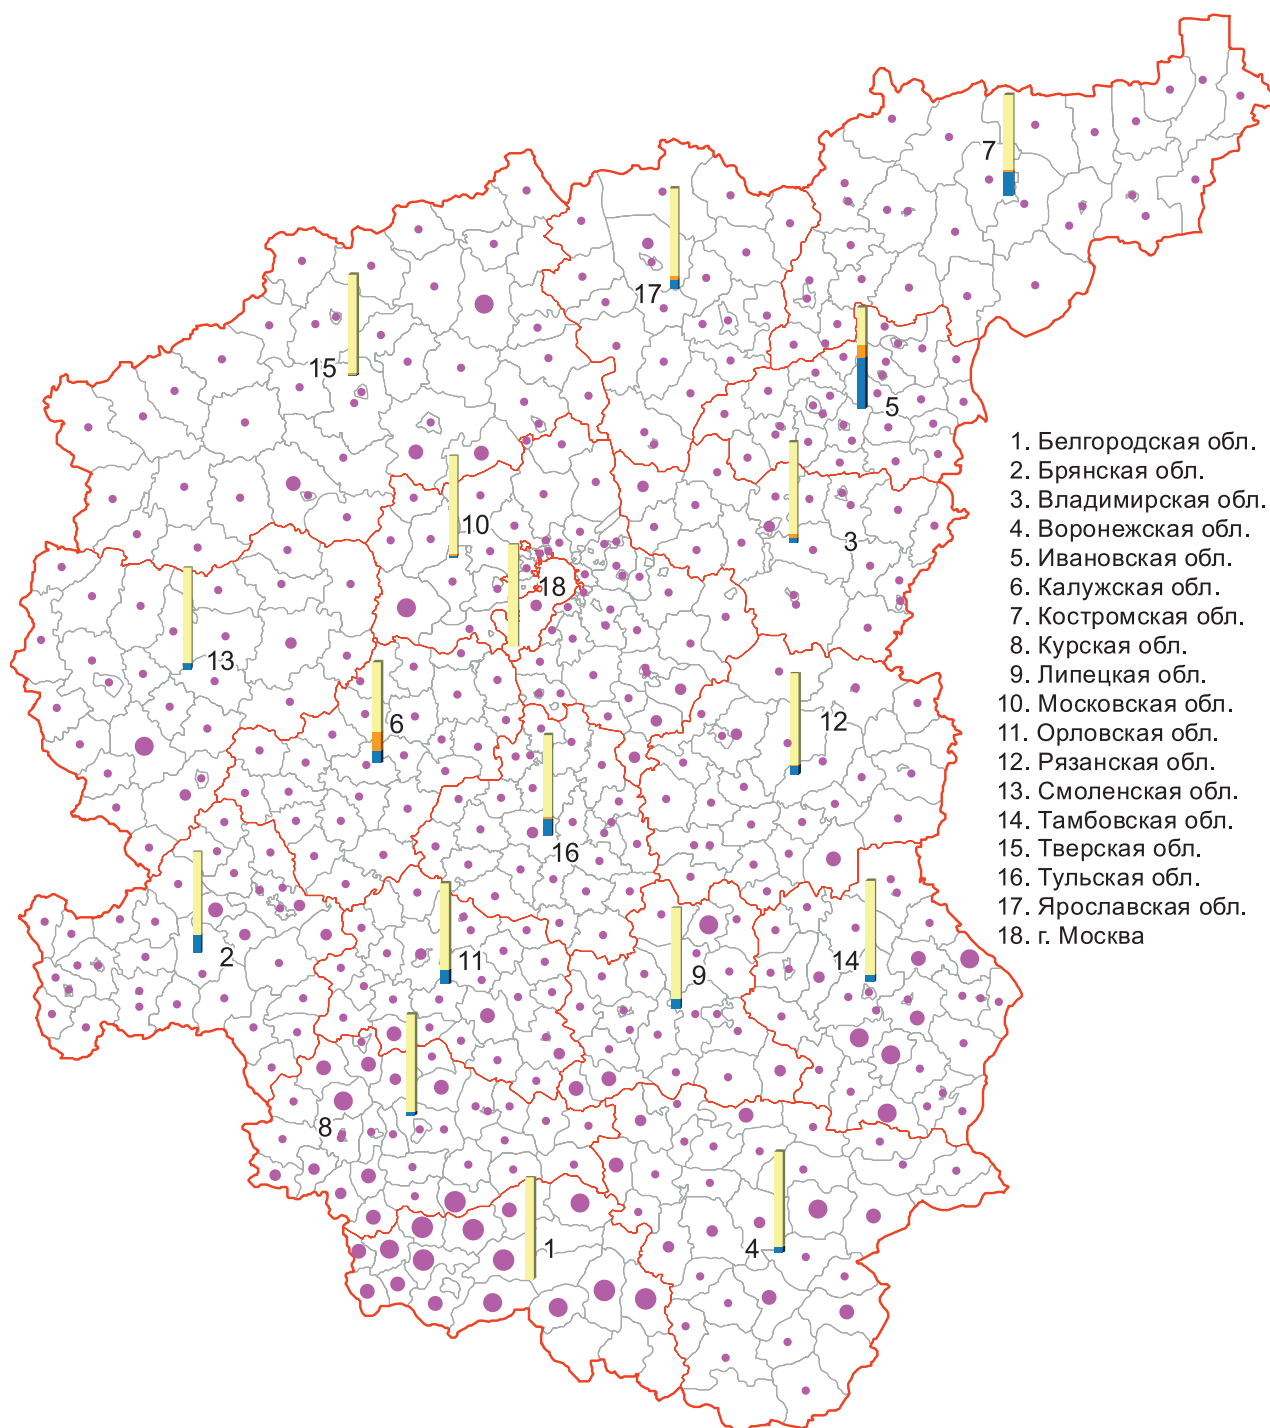 7
17
15
5
10
3
18
13
6
12
16
2
11
9
14
8
1
4
1. Белгородская обл.
2. Брянская обл.
3. Владимирская обл.
4. Воронежская обл.
5. Ивановская обл.
6. Калужская обл.
7. Костромская обл.
8. Курская обл.
9. Липецкая обл.
10. Московская обл.
11. Орловская обл.
12. Рязанская обл.
13. Смоленская обл.
14. Тамбовская обл.
15. Тверская обл.
16. Тульская обл.
17. Ярославская обл.
18. г. Москва